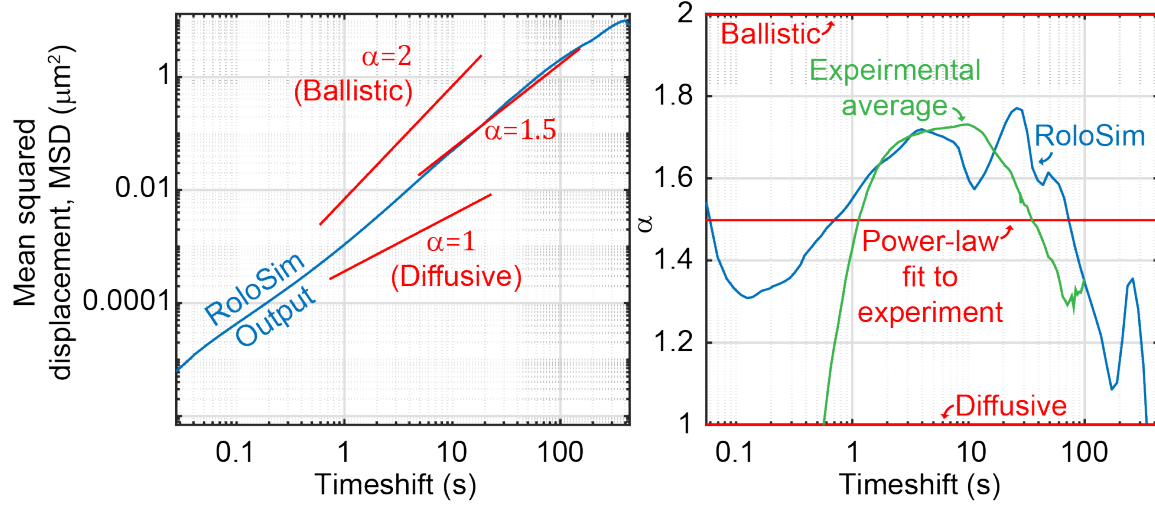 Mean squared
displacement, MSD (μm²)
1
0.01
0.0001
α=2
(Ballistic)
α=1.5
α=1
(Diffusive)
RoloSim
Output
0.1
1
10
100
Timeshift (s)
α
2
1.8
1.6
1.4
1.2
1
Ballistic
Expeirmental
average
RoloSim
Power-law
fit to
experiment
Diffusive
0.1
1
10
100
Timeshift (s)